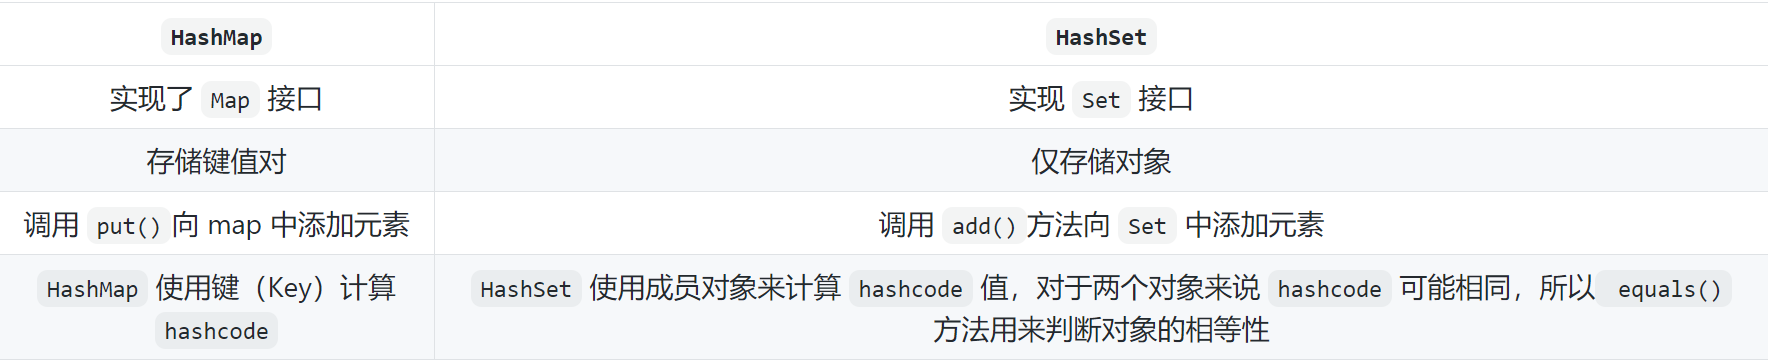 HashMap HashSet
实现了 Map 接口 实现 Set 接口
存储键值对 仅存储对象
调用 put()向 map 中添加元素 调用 add()方法向 Set 中添加元素
HashMap 使用键（Key）计算
hashcode
HashSet 使用成员对象来计算 hashcode 值，对于两个对象来说 hashcode 可能相同，所以 equals()
方法用来判断对象的相等性